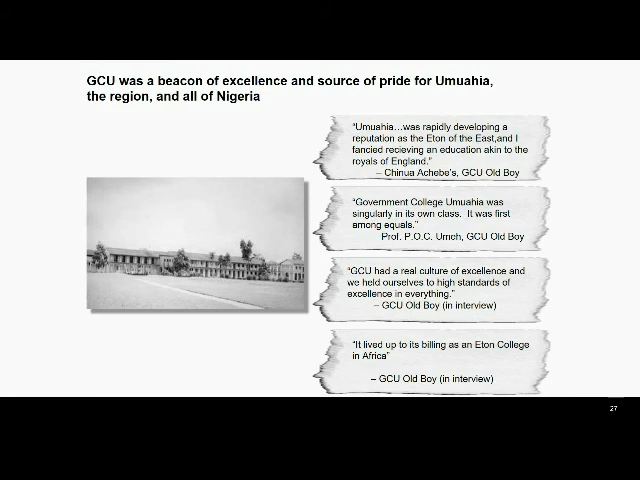 GCU was a beacon of excellence and source of pride for Umuahia,
the region, and all of Nigeria
“Umuahia…was rapidly developing a
reputation as the Eton of the East,and I
fancied recieving an education akin to the
royals of England.”
– Chinua Achebe’s, GCU Old Boy
“Government College Umuahia was
singularly in its own class.  It was first
among equals.”
Prof. P.O.C. Umeh, GCU Old Boy
“GCU had a real culture of excellence and
we held ourselves to high standards of
excellence in everything.”
– GCU Old Boy (in interview)
“It lived up to its billing as an Eton College
in Africa”
– GCU Old Boy (in interview)
27